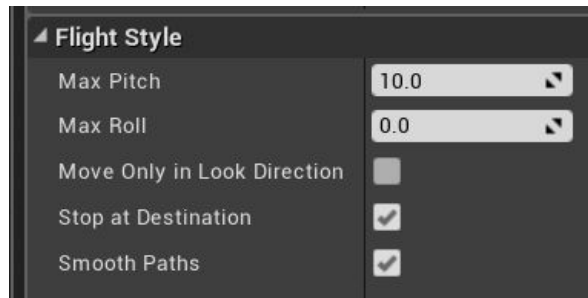 Flight Style
Max Pitch 10.0
Max Roll 0.0
Move Only in Look Direction
Stop at Destination
Smooth Paths